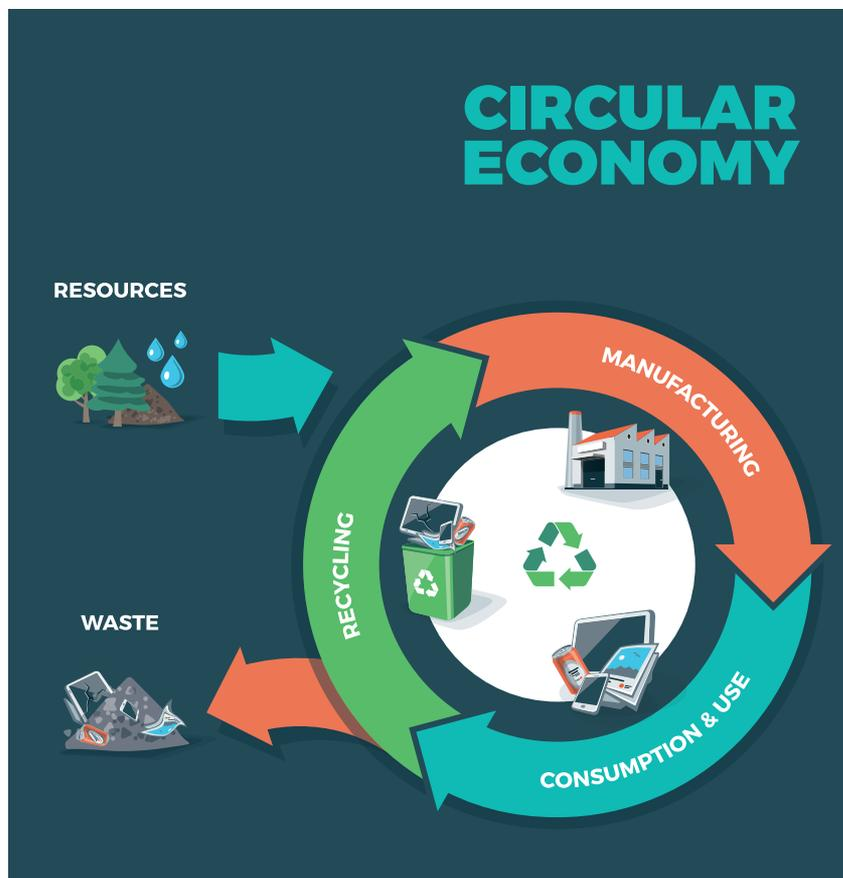 CIRCULAR
ECONOMY
RESOURCES
MANUFACTURING
RECYCLING
WASTE
CONSUMPTION & USE